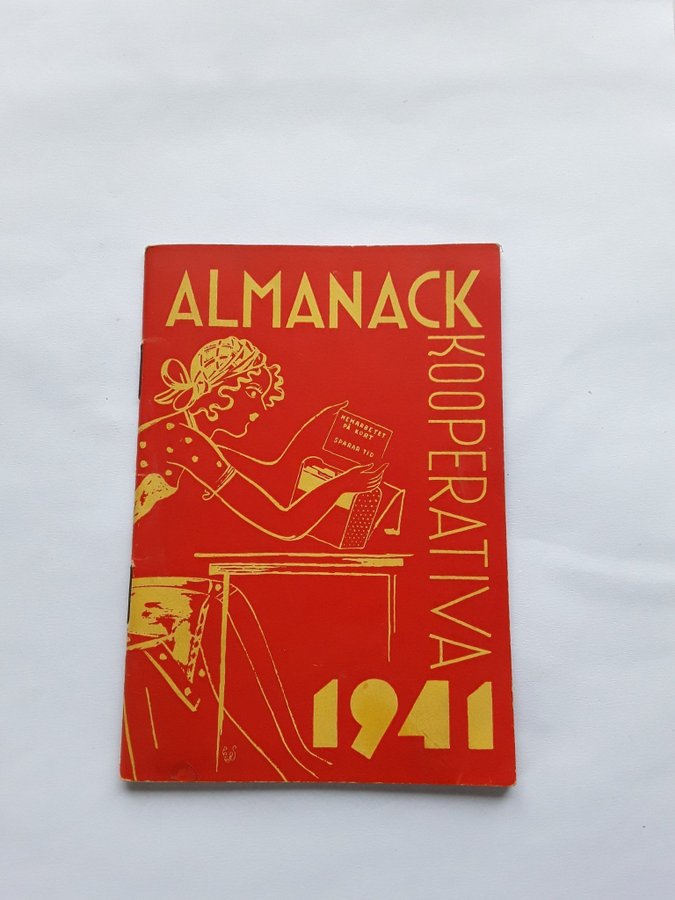 ALMANACK
KOOPERATIVA
HEMARBETET
PÅ KORT
SPARAR TID
1941